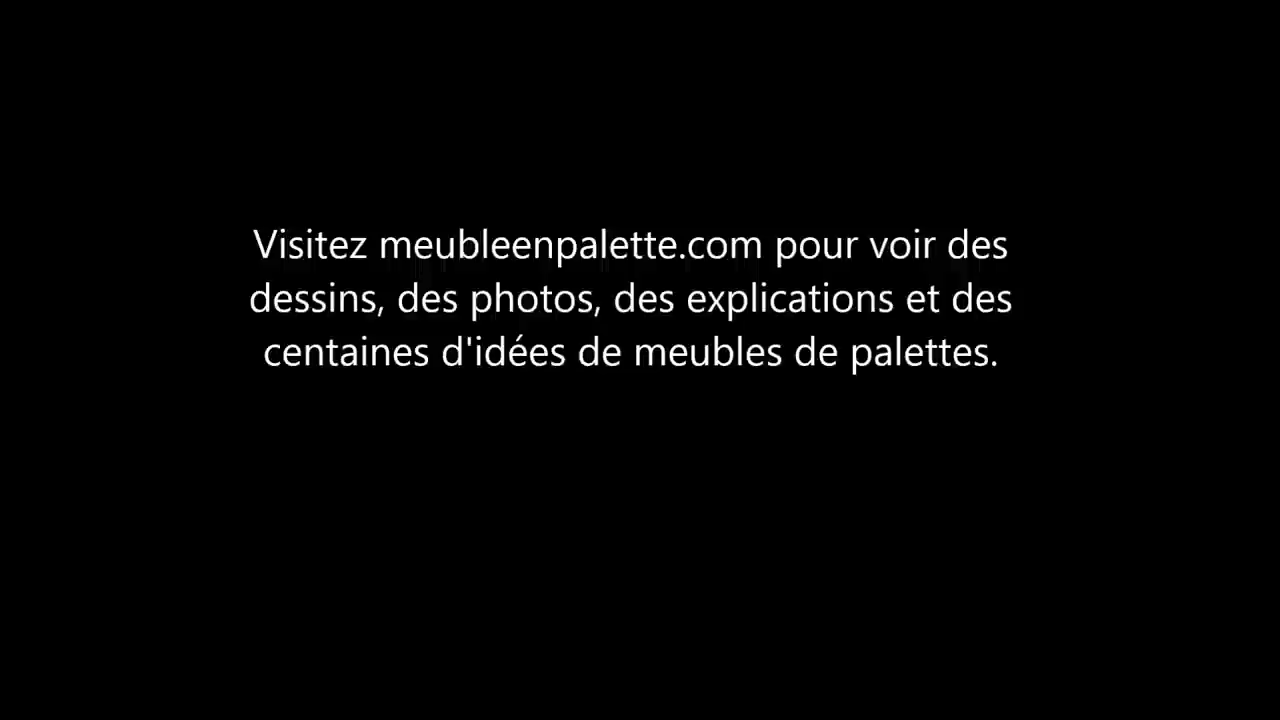 Visitez meubleenpalette.com pour voir des
dessins, des photos, des explications et des
centaines d'idées de meubles de palettes.